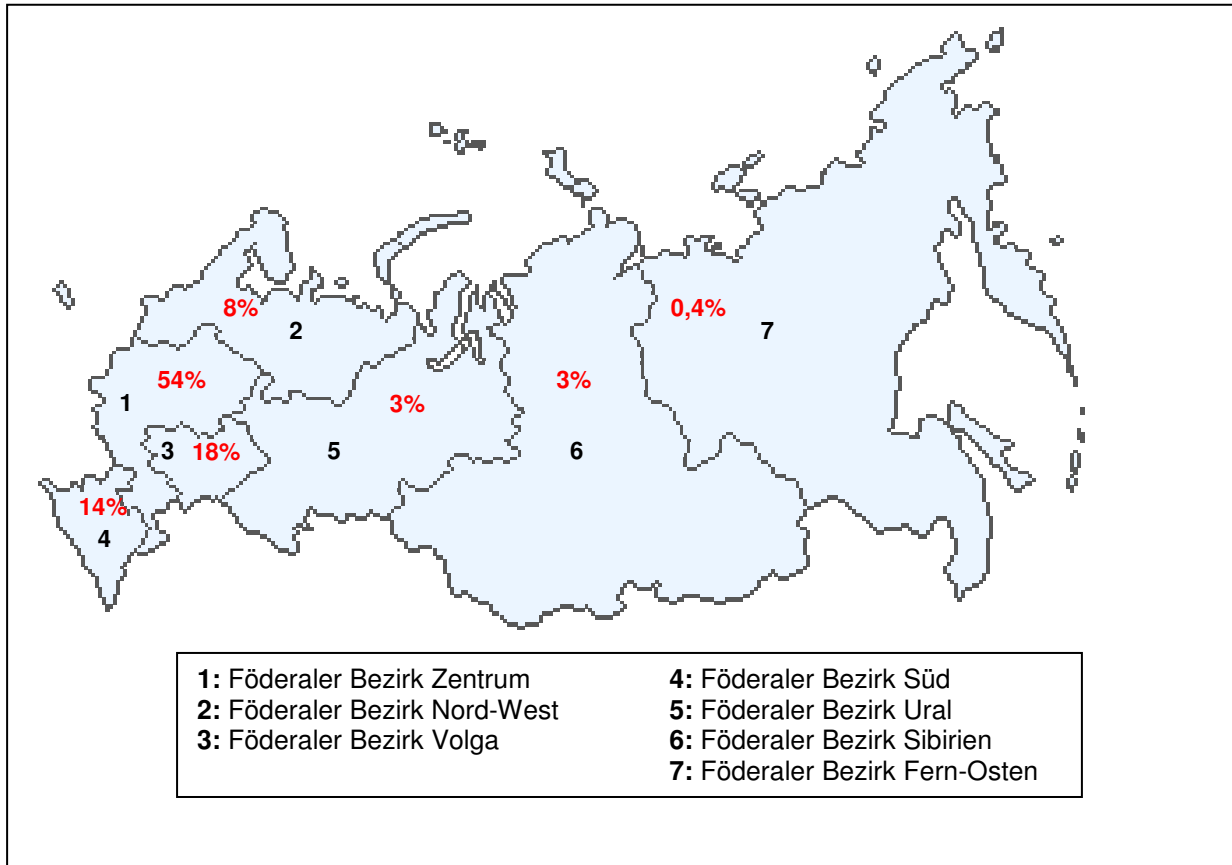 8%
2
0,4%
7
54%
1
3%
3%
3
18%
5
6
14%
4
1: Föderaler Bezirk Zentrum
2: Föderaler Bezirk Nord-West
3: Föderaler Bezirk Volga
4: Föderaler Bezirk Süd
5: Föderaler Bezirk Ural
6: Föderaler Bezirk Sibirien
7: Föderaler Bezirk Fern-Osten